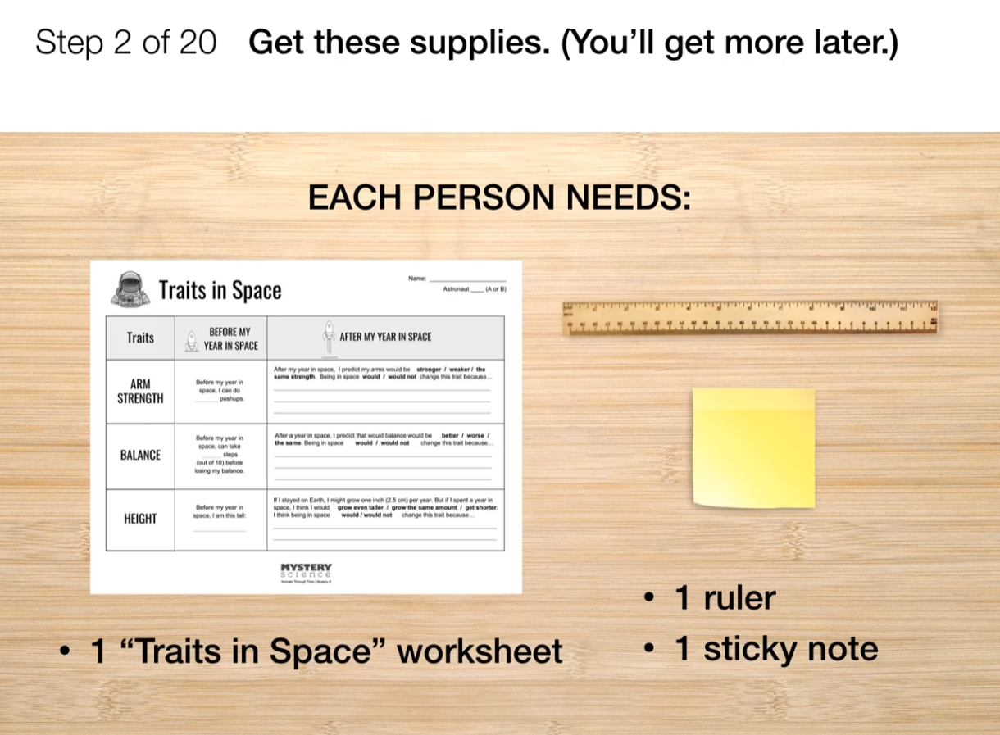 Step 2 of 20 Get these supplies. (You'll get more later.)
EACH PERSON NEEDS:
Traits in Space
Name:
Astronaut ____ (A or B)
Traits
BEFORE MY
YEAR IN SPACE
AFTER MY YEAR IN SPACE
ARM
STRENGTH
Before my year in
space, I can do
______ pushups.
After my year in space, I predict my arms would be stronger / weaker / the
same strength. Being in space would / would not change this trait because...
BALANCE
Before my year in
space, can take
______ steps
(out of 10) before
losing my balance.
After a year in space, I predict that would balance would be better / worse /
the same. Being in space would / would not change this trait because...
HEIGHT
Before my year in
space, I am this tall:
If I stayed on Earth, I might grow one inch (2.5 cm) per year. But if I spent a year in
space, I think I would grow even taller / grow the same amount / get shorter.
I think being in space would / would not change this trait because...
MYSTERY
science
Animals Through Time | Mystery 8
• 1 “Traits in Space” worksheet
• 1 ruler
• 1 sticky note